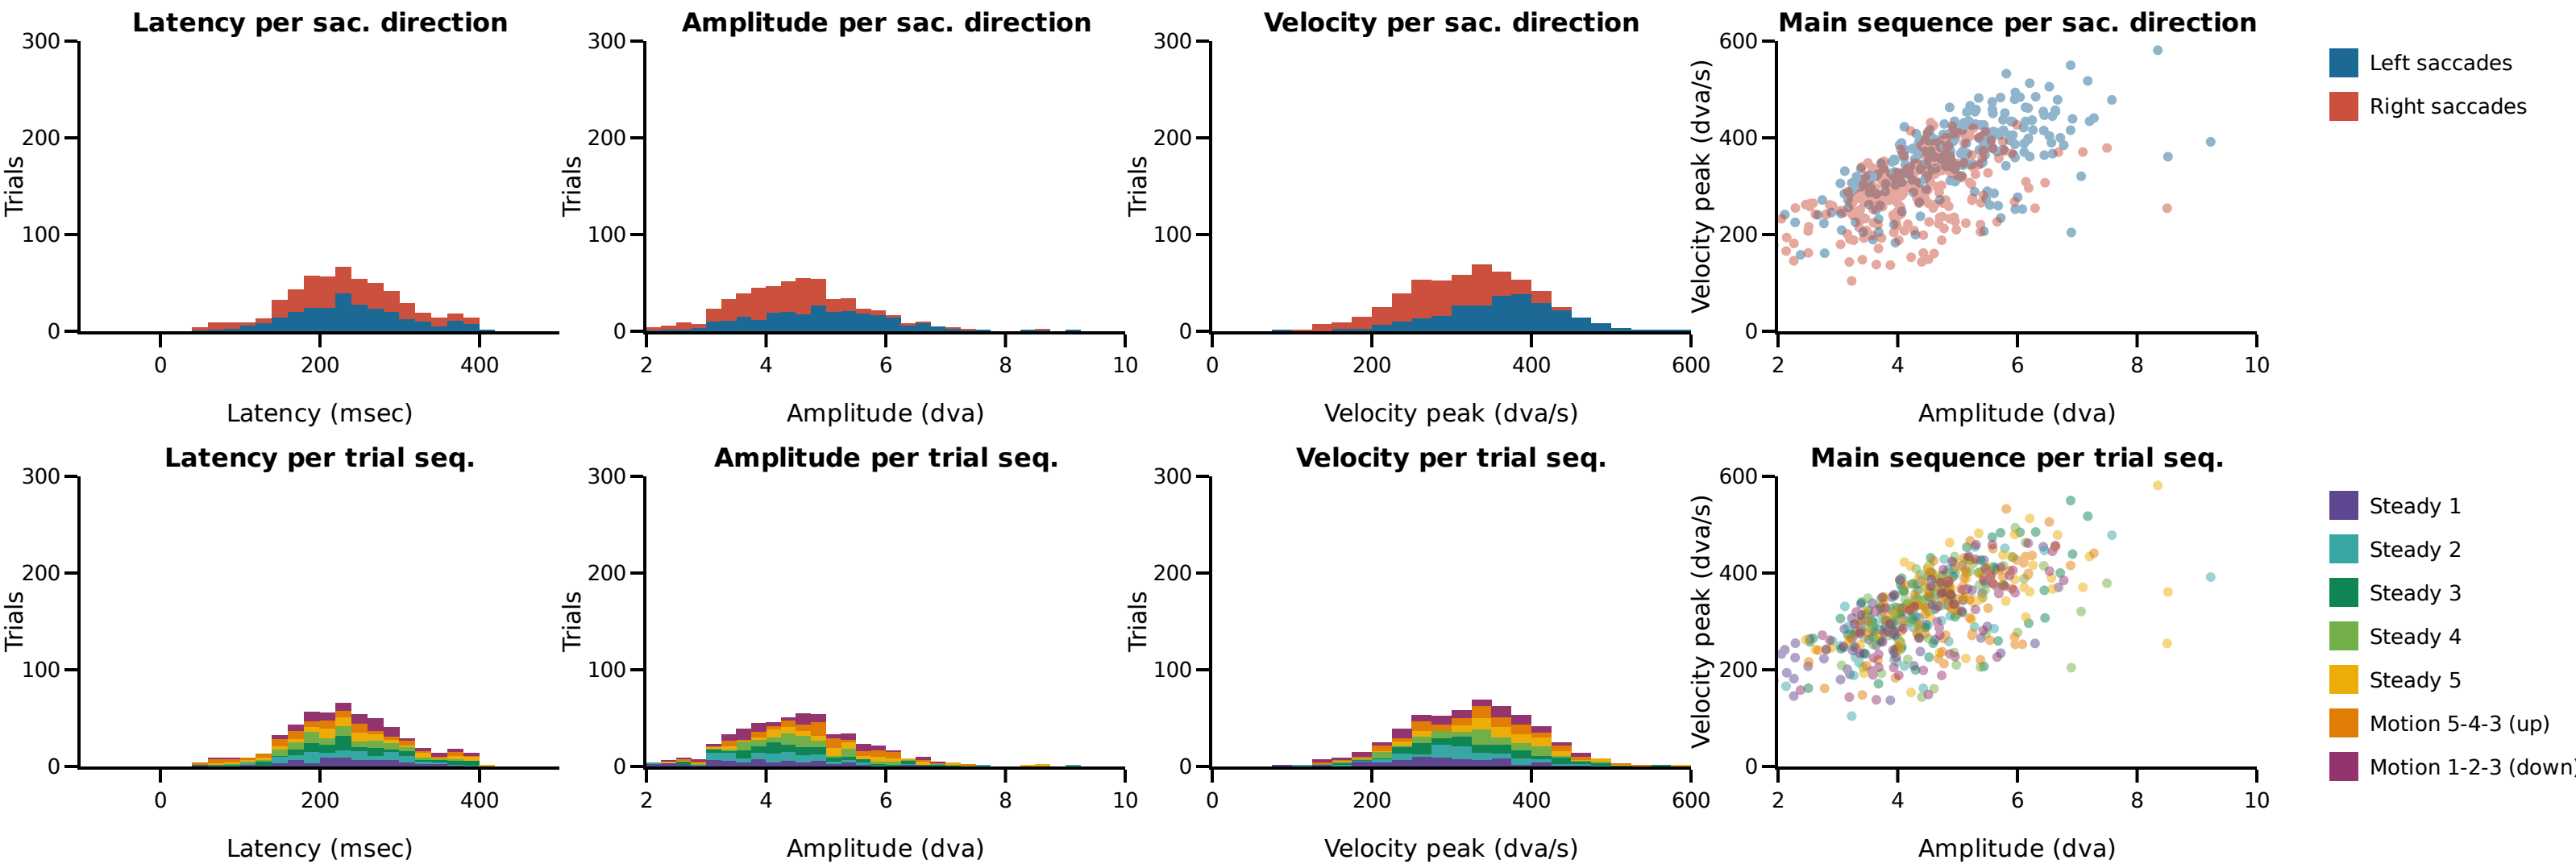 Latency per sac. direction
300
200
100
0
Trials
0 200 400
Latency (msec)
Amplitude per sac. direction
300
200
100
0
Trials
2 4 6 8 10
Amplitude (dva)
Velocity per sac. direction
300
200
100
0
Trials
0 200 400 600
Velocity peak (dva/s)
Main sequence per sac. direction
600
400
200
0
Velocity peak (dva/s)
2 4 6 8 10
Amplitude (dva)
Left saccades
Right saccades
Latency per trial seq.
300
200
100
0
Trials
0 200 400
Latency (msec)
Amplitude per trial seq.
300
200
100
0
Trials
2 4 6 8 10
Amplitude (dva)
Velocity per trial seq.
300
200
100
0
Trials
0 200 400 600
Velocity peak (dva/s)
Main sequence per trial seq.
600
400
200
0
Velocity peak (dva/s)
2 4 6 8 10
Amplitude (dva)
Steady 1
Steady 2
Steady 3
Steady 4
Steady 5
Motion 5-4-3 (up)
Motion 1-2-3 (down)